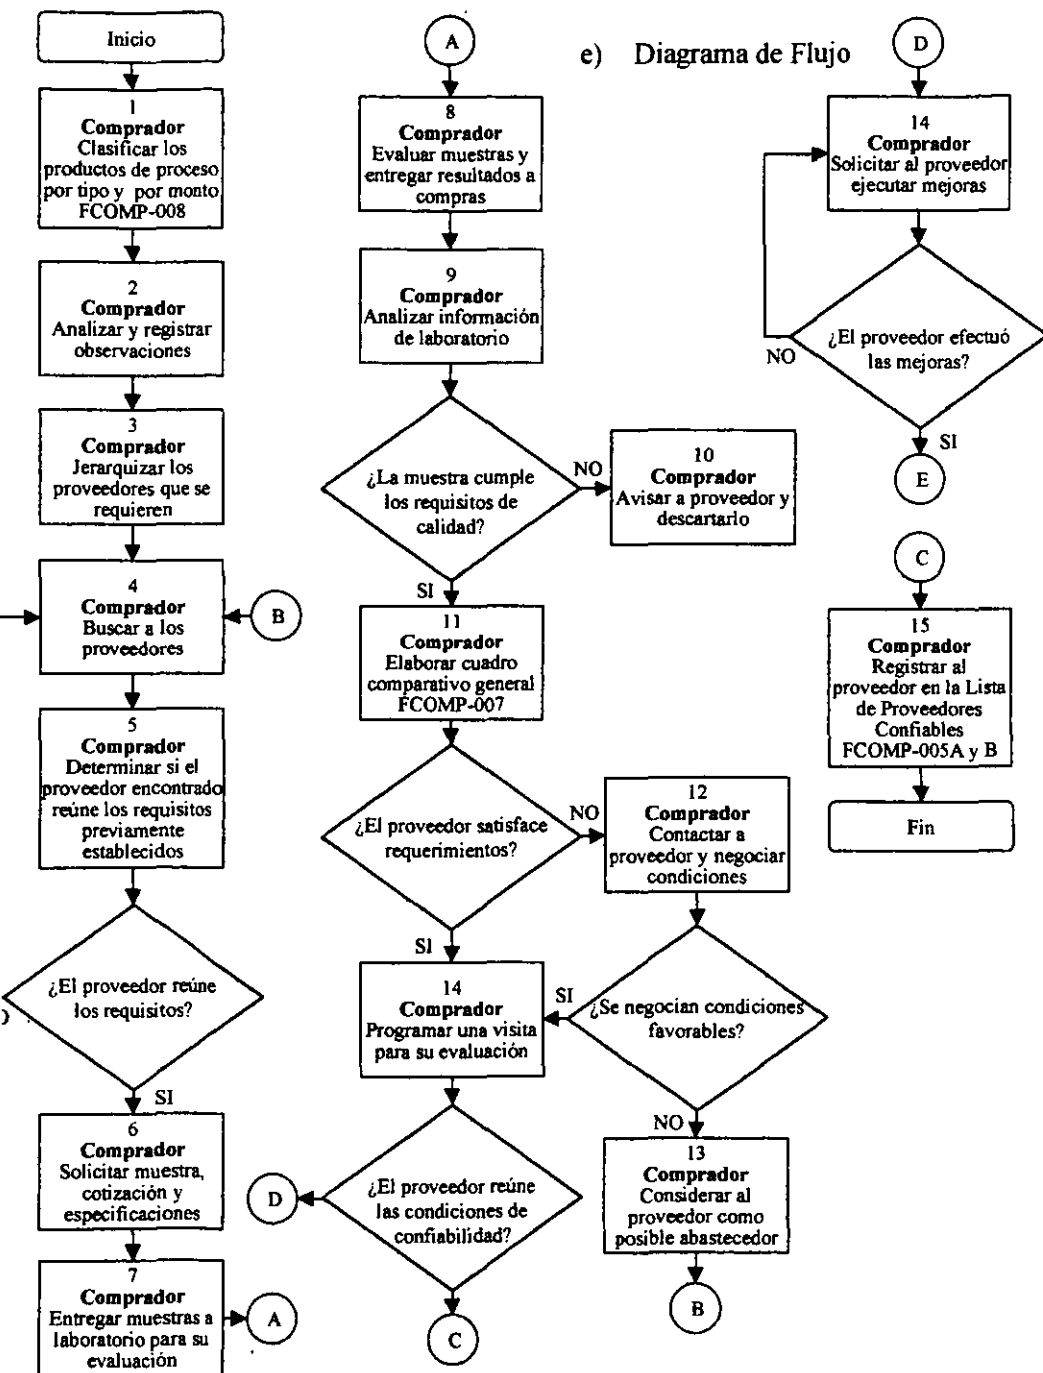 Inicio
1
Comprador
Clasificar los
productos de proceso
por tipo y por monto
FCOMP-008
2
Comprador
Analizar y registrar
observaciones
3
Comprador
Jerarquizar los
proveedores que se
requieren
4
Comprador
Buscar a los
proveedores
B
5
Comprador
Determinar si el
proveedor encontrado
reúne los requisitos
previamente
establecidos
¿El proveedor reúne
los requisitos?
)
SI
6
Comprador
Solicitar muestra,
cotización y
especificaciones
7
Comprador
Entregar muestras a
laboratorio para su
evaluación
A
A
8
Comprador
Evaluar muestras y
entregar resultados a
compras
9
Comprador
Analizar información
de laboratorio
¿La muestra cumple
los requisitos de
calidad?
NO
10
Comprador
Avisar a proveedor y
descartarlo
SI
11
Comprador
Elaborar cuadro
comparativo general
FCOMP-007
¿El proveedor satisface
requerimientos?
NO
12
Comprador
Contactar a
proveedor y negociar
condiciones
SI
14
Comprador
Programar una visita
para su evaluación
SI
¿Se negocian condiciones
favorables?
NO
13
Comprador
Considerar al
proveedor como
posible abastecedor
B
¿El proveedor reúne
las condiciones de
confiabilidad?
D
C
e) Diagrama de Flujo
D
14
Comprador
Solicitar al proveedor
ejecutar mejoras
¿El proveedor efectuó
las mejoras?
NO
SI
E
C
15
Comprador
Registrar al
proveedor en la Lista
de Proveedores
Confiables
FCOMP-005A y B
Fin